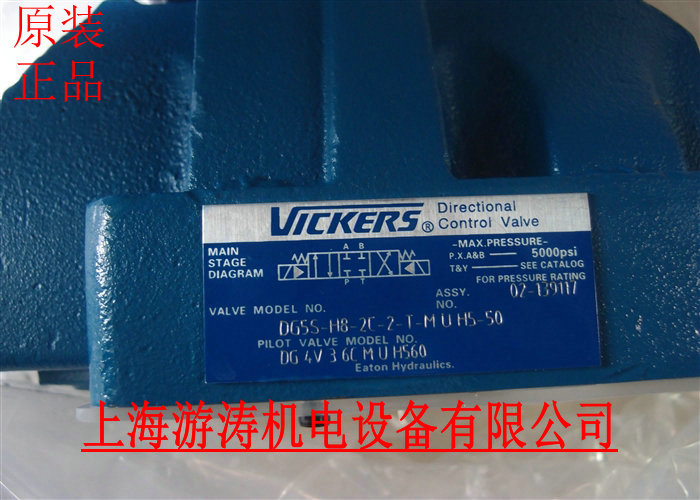 原装
正品
VICKERS® Directional
Control Valve
MAIN
STAGE
DIAGRAM
A B
P T
-MAX.PRESSURE-
P.X.A&B — 5000psi
T&Y — SEE CATALOG
FOR PRESSURE RATING
ASSY.
NO.
02-139117
VALVE MODEL NO.
DG5S-H8-2C-2-T-M U H5-50
PILOT VALVE MODEL NO.
DG 4V 3 6C M U H560
Eaton Hydraulics.
上海游涛机电设备有限公司